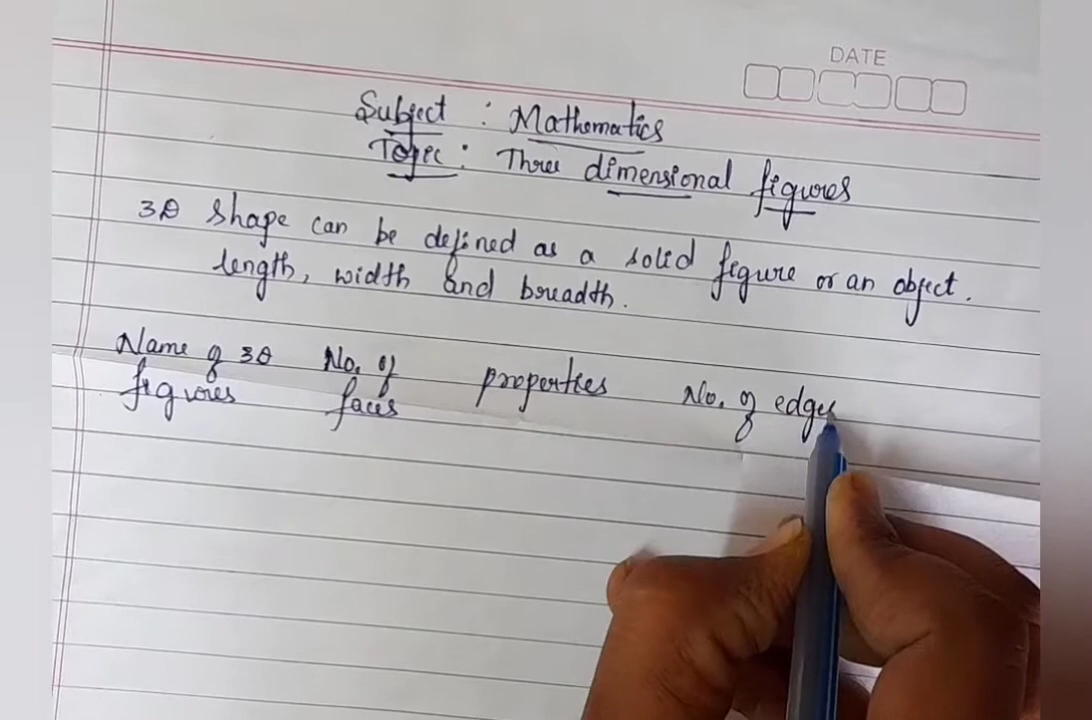 DATE
Subject : Mathematics
Topic : Three dimensional figures
3D shape can be defined as a solid figure or an object.
length, width and breadth.
Name of 3D No. of properties No. of edges
figures faces